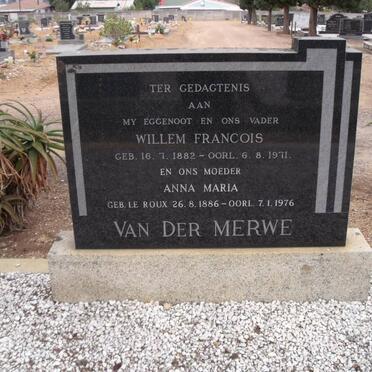 TER GEDAGTENIS
AAN
MY EGGENOOT EN ONS VADER
WILLEM FRANCOIS
GEB. 16. 7. 1882 – OORL. 6. 8. 1971.
EN ONS MOEDER
ANNA MARIA
GEB. LE ROUX 26. 8. 1886 – OORL. 7. 1. 1976
VAN DER MERWE